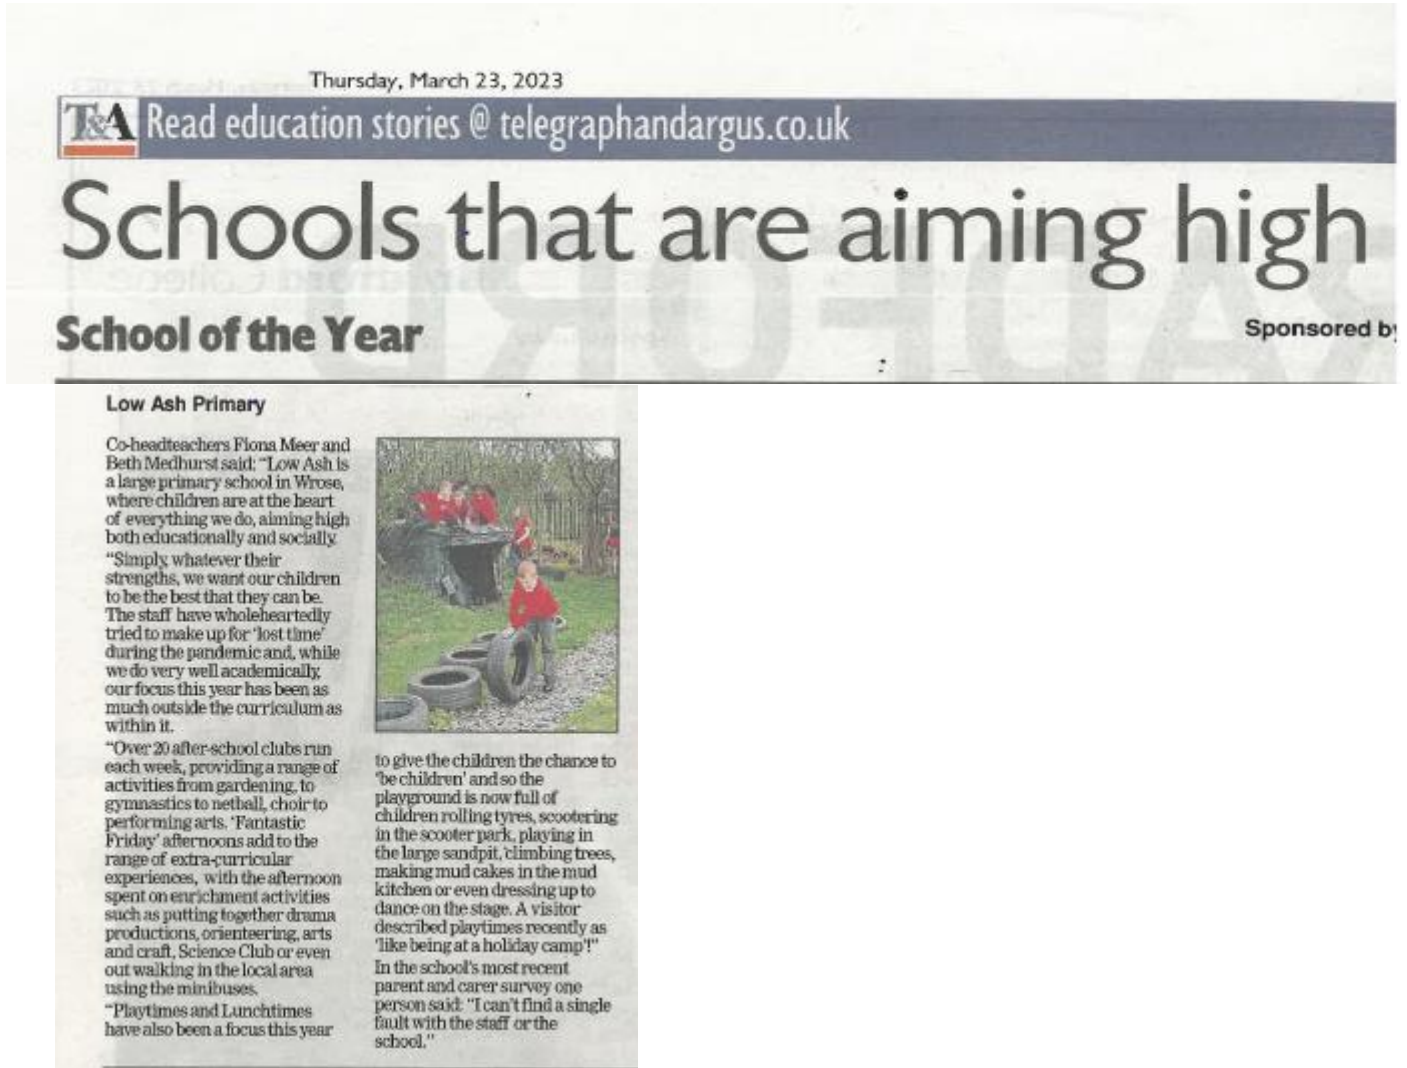 Thursday, March 23, 2023
T&A Read education stories @ telegraphandargus.co.uk
Schools that are aiming high
School of the Year
Sponsored by
Low Ash Primary
Co-headteachers Fiona Meer and
Beth Medhurst said: “Low Ash is
a large primary school in Wrose,
where children are at the heart
of everything we do, aiming high
both educationally and socially.
“Simply, whatever their
strengths, we want our children
to be the best that they can be.
The staff have wholeheartedly
tried to make up for ‘lost time’
during the pandemic and, while
we do very well academically,
our focus this year has been as
much outside the curriculum as
within it.
“Over 20 after-school clubs run
each week, providing a range of
activities from gardening, to
gymnastics to netball, choir to
performing arts. ‘Fantastic
Friday’ afternoons add to the
range of extra-curricular
experiences, with the afternoon
spent on enrichment activities
such as putting together drama
productions, orienteering, arts
and craft, Science Club or even
out walking in the local area
using the minibuses.
“Playtimes and Lunchtimes
have also been a focus this year
to give the children the chance to
‘be children’ and so the
playground is now full of
children rolling tyres, scootering
in the scooter park, playing in
the large sandpit, climbing trees,
making mud cakes in the mud
kitchen or even dressing up to
dance on the stage. A visitor
described playtimes recently as
‘like being at a holiday camp’!”
In the school’s most recent
parent and carer survey one
person said: “I can’t find a single
fault with the staff or the
school.”